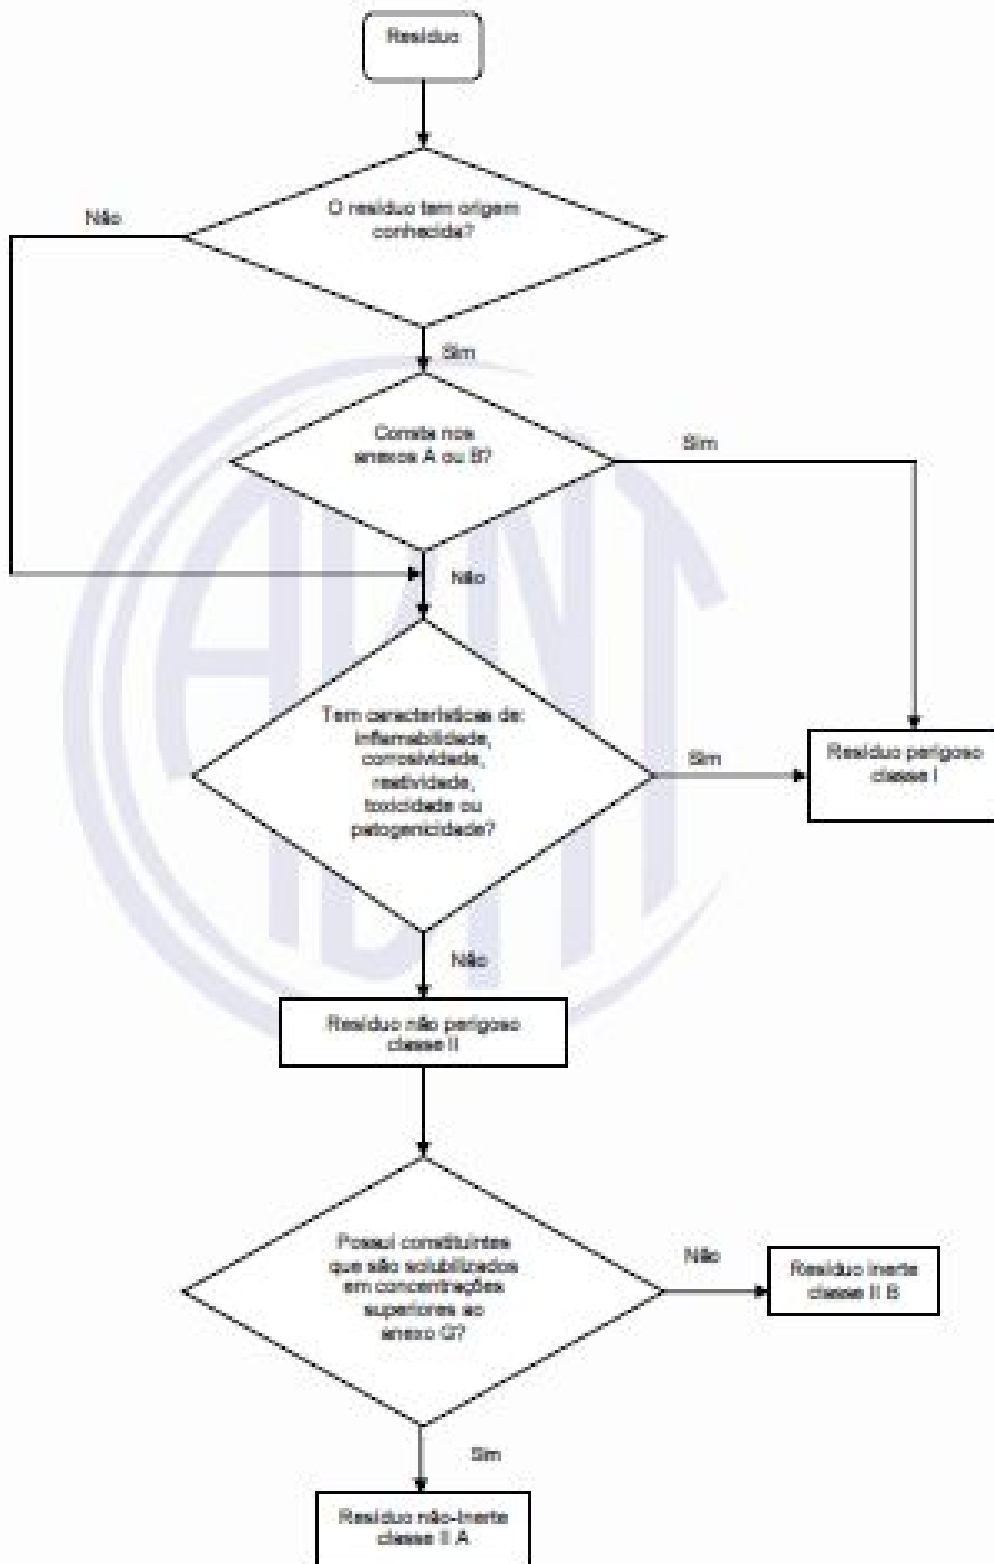 Resíduo
O resíduo tem origem
conhecida?
Não
Sim
Consta nos
anexos A ou B?
Sim
Não
Tem características de:
inflamabilidade,
corrosividade,
reatividade,
toxicidade ou
patogenicidade?
Sim
Resíduo perigoso
classe I
Não
Resíduo não perigoso
classe II
Possui constituintes
que são solubilizados
em concentrações
superiores ao
anexo G?
Não
Resíduo inerte
classe II B
Sim
Resíduo não-inerte
classe II A
ABNT